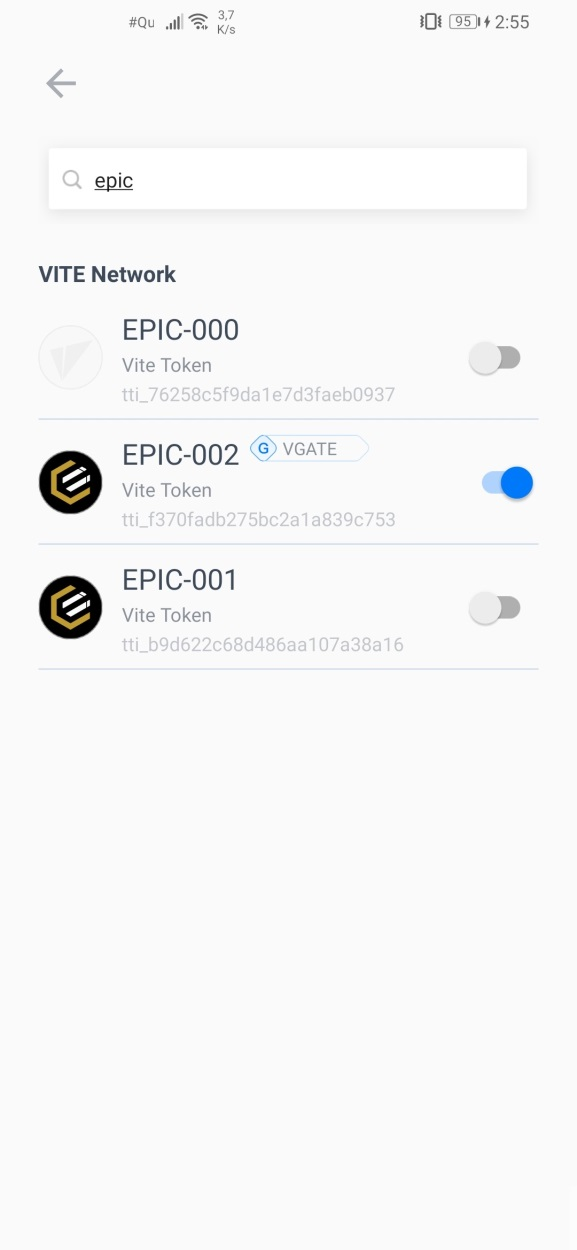 #Qu 3,7 K/s 95 2:55
epic
VITE Network
EPIC-000
Vite Token
tti_76258c5f9da1e7d3faeb0937
EPIC-002 G VGATE
Vite Token
tti_f370fadb275bc2a1a839c753
EPIC-001
Vite Token
tti_b9d622c68d486aa107a38a16